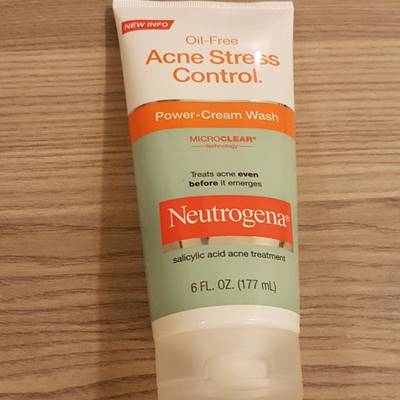 NEW INFO
Oil-Free
Acne Stress
Control.
Power-Cream Wash
MICROCLEAR®
technology
Treats acne even
before it emerges
Neutrogena®
salicylic acid acne treatment
6 FL. OZ. (177 mL)